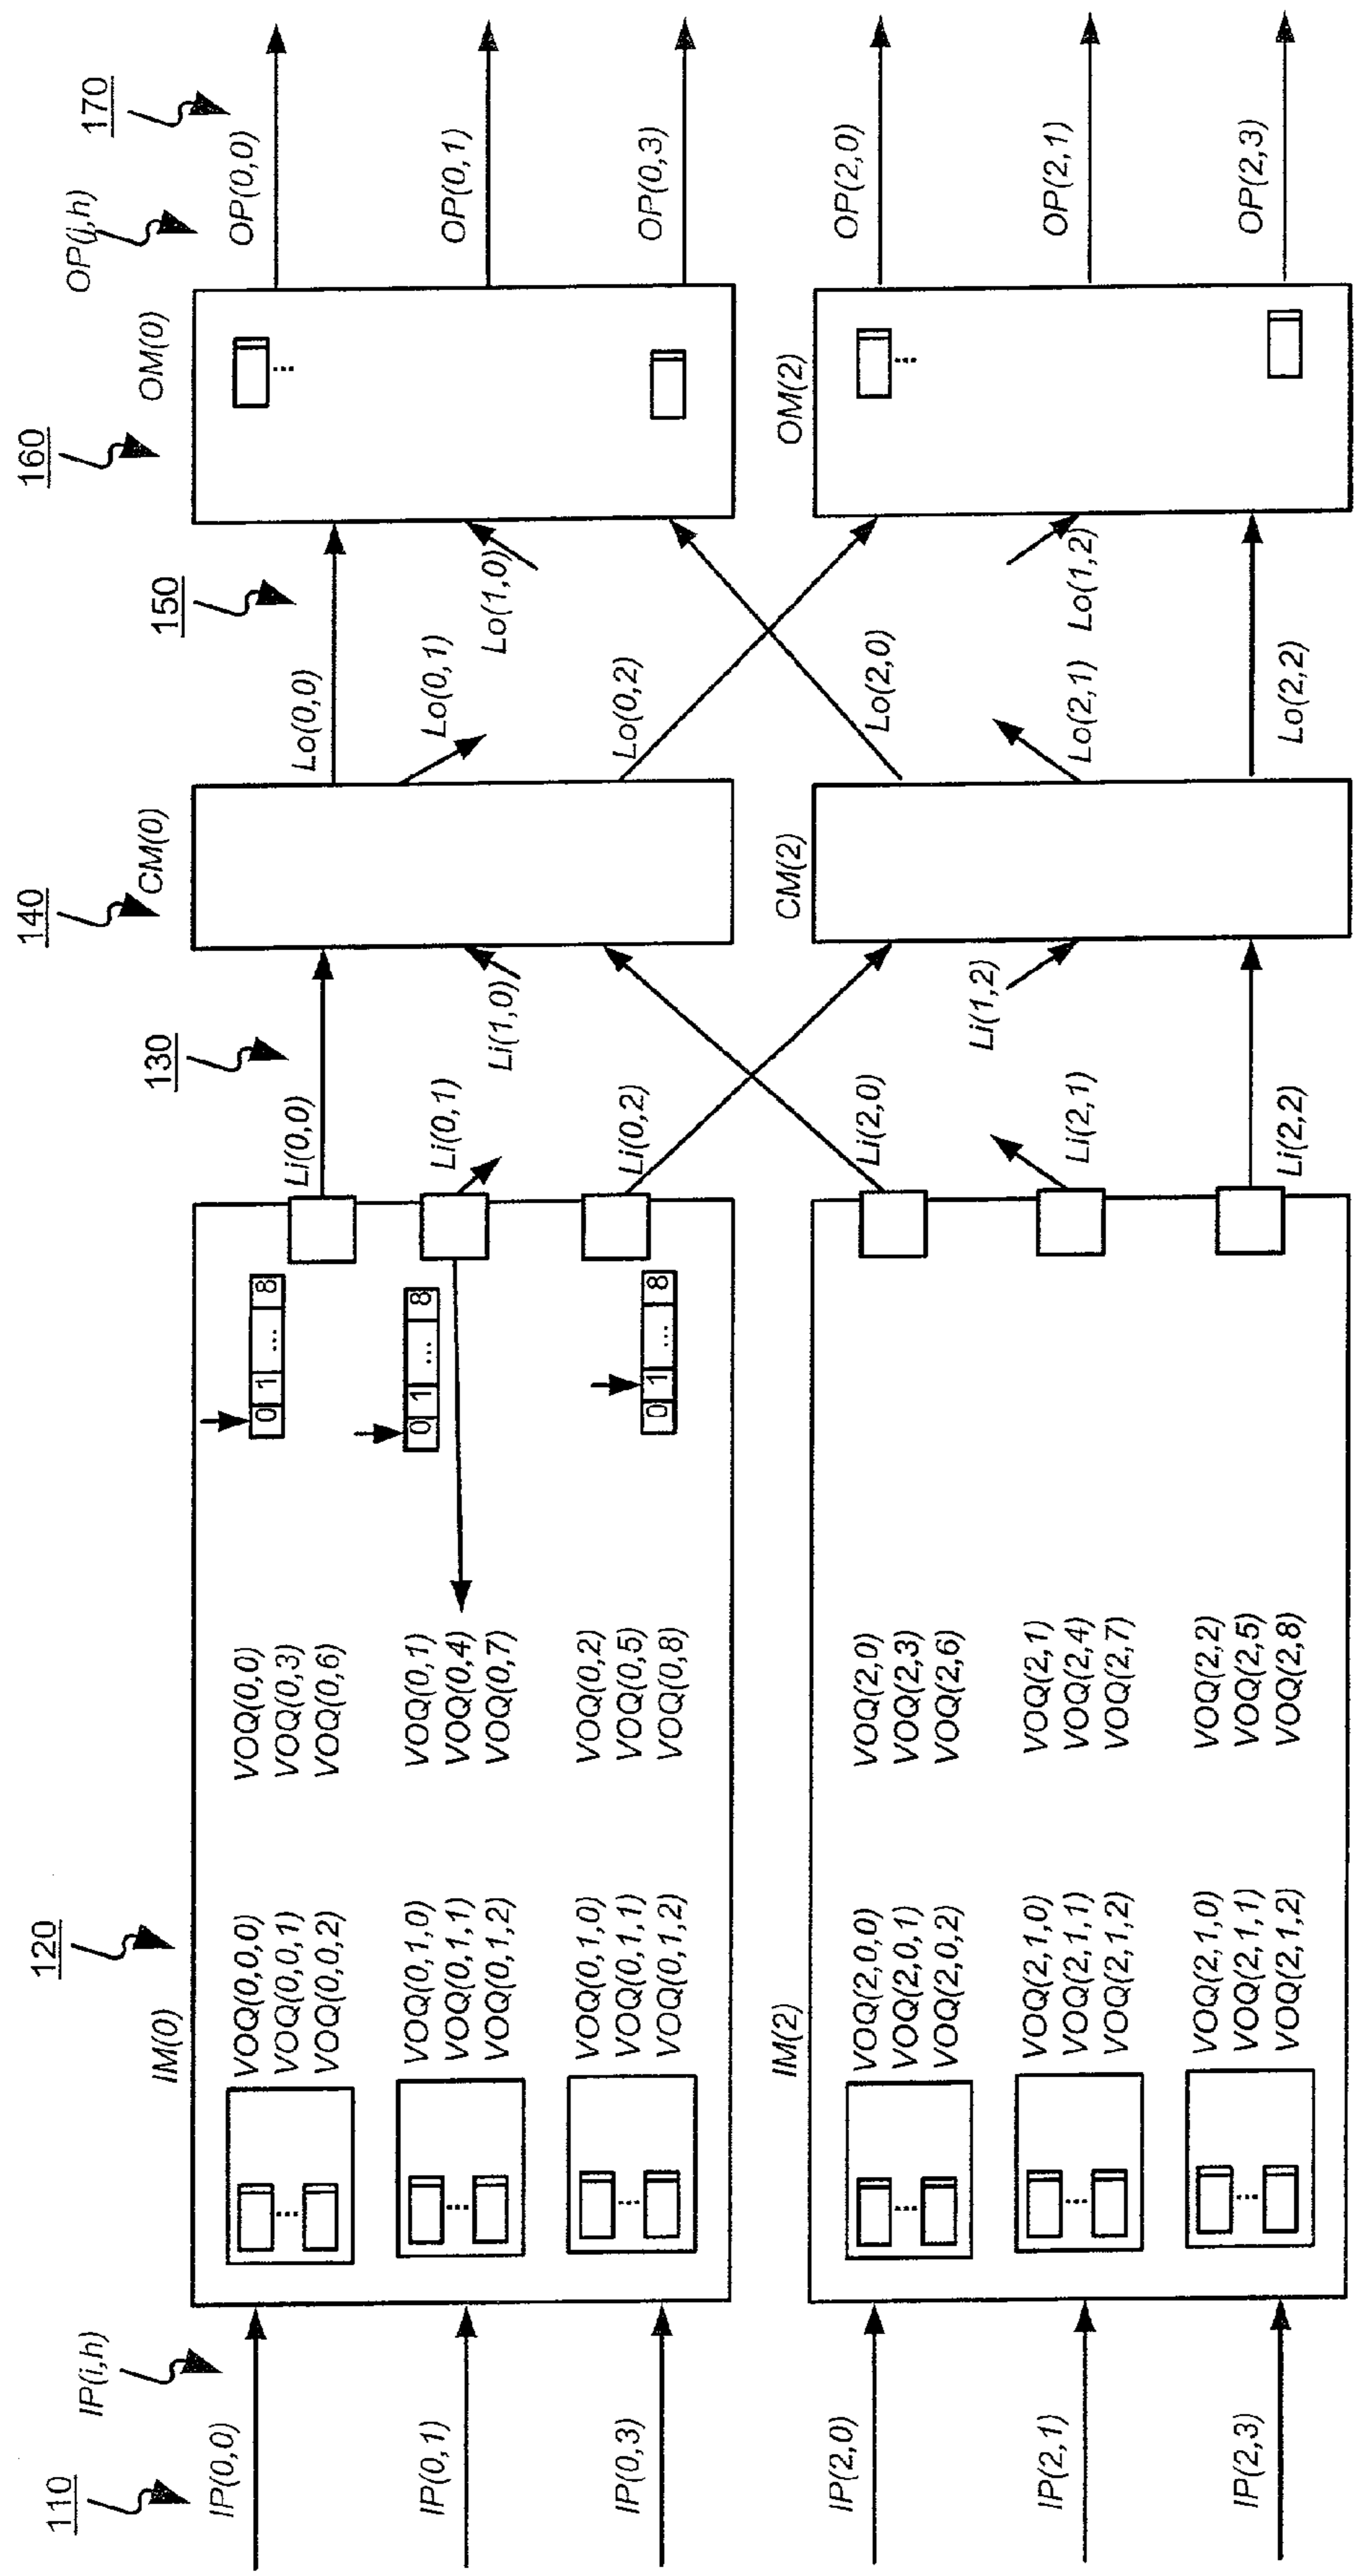 110
IP(i,h)
IP(0,0)
IP(0,1)
IP(0,3)
IP(2,0)
IP(2,1)
IP(2,3)
120
IM(0)
VOQ(0,0,0)
VOQ(0,0,1)
VOQ(0,0,2)
VOQ(0,1,0)
VOQ(0,1,1)
VOQ(0,1,2)
VOQ(0,1,0)
VOQ(0,1,1)
VOQ(0,1,2)
VOQ(0,0)
VOQ(0,3)
VOQ(0,6)
VOQ(0,1)
VOQ(0,4)
VOQ(0,7)
VOQ(0,2)
VOQ(0,5)
VOQ(0,8)
0 1 ... 8
0 1 ... 8
0 1 ... 8
IM(2)
VOQ(2,0,0)
VOQ(2,0,1)
VOQ(2,0,2)
VOQ(2,1,0)
VOQ(2,1,1)
VOQ(2,1,2)
VOQ(2,1,0)
VOQ(2,1,1)
VOQ(2,1,2)
VOQ(2,0)
VOQ(2,3)
VOQ(2,6)
VOQ(2,1)
VOQ(2,4)
VOQ(2,7)
VOQ(2,2)
VOQ(2,5)
VOQ(2,8)
130
Li(0,0)
Li(0,1)
Li(1,0)
Li(0,2)
Li(2,0)
Li(1,2)
Li(2,1)
Li(2,2)
140
CM(0)
CM(2)
150
Lo(0,0)
Lo(0,1)
Lo(1,0)
Lo(0,2)
Lo(2,0)
Lo(2,1)
Lo(1,2)
Lo(2,2)
160
OM(0)
OM(2)
170
OP(j,h)
OP(0,0)
OP(0,1)
OP(0,3)
OP(2,0)
OP(2,1)
OP(2,3)